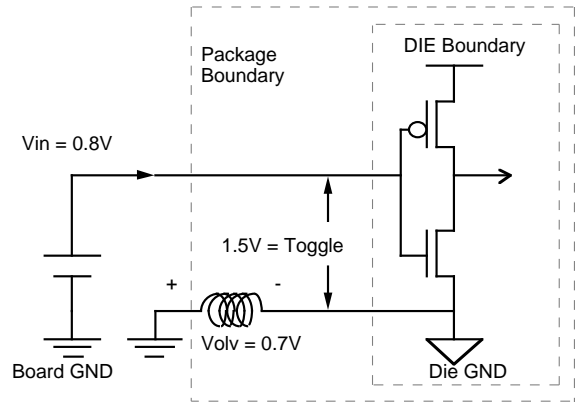 DIE Boundary
Package
Boundary
Vin = 0.8V
1.5V = Toggle
+ -
Volv = 0.7V
Board GND
Die GND